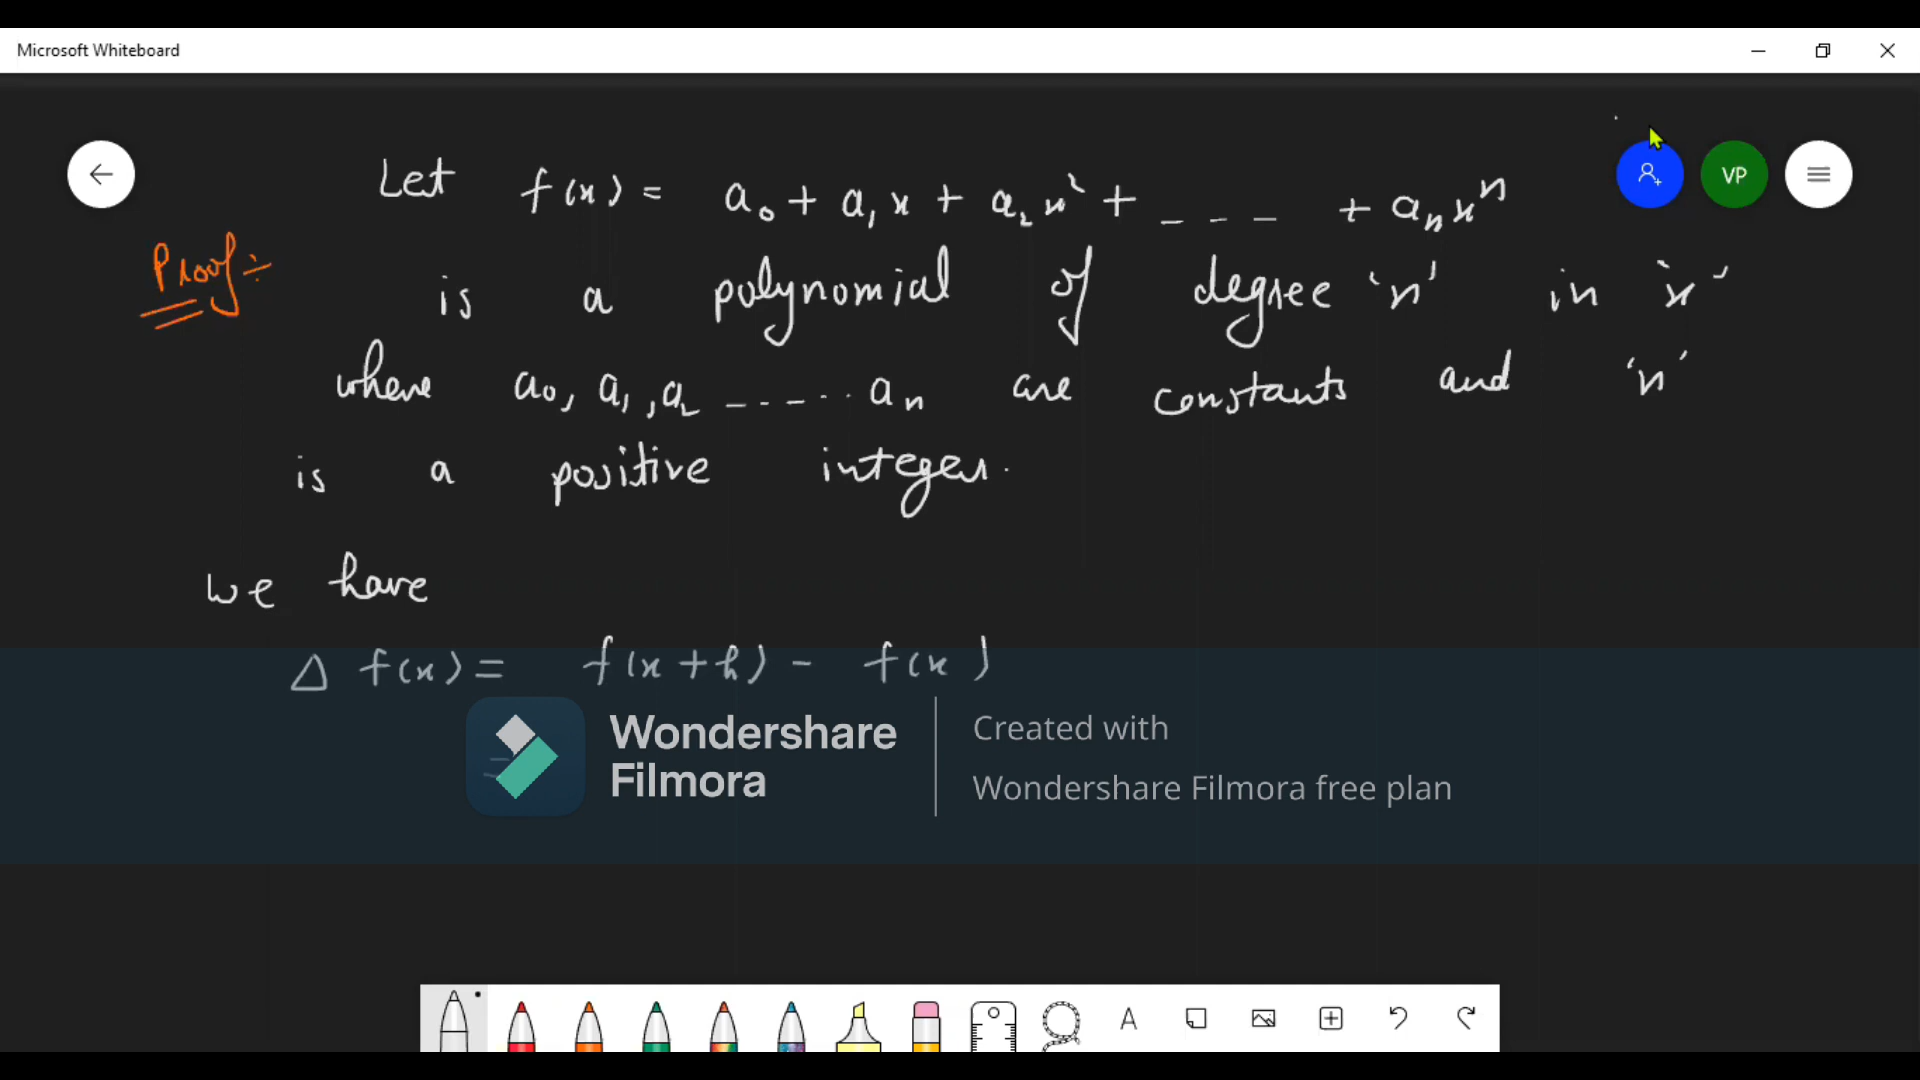 Microsoft Whiteboard
Let f(x) = a₀ + a₁x + a₂x² + _ _ _ + aₙxⁿ
VP
Proof ÷
is a polynomial of degree 'n' in 'x'
where a₀, a₁, a₂ ------ aₙ are constants and 'n'
is a positive integer.
we have
Δ f(x) = f(x+h) - f(x)
Wondershare
Filmora
Created with
Wondershare Filmora free plan
A